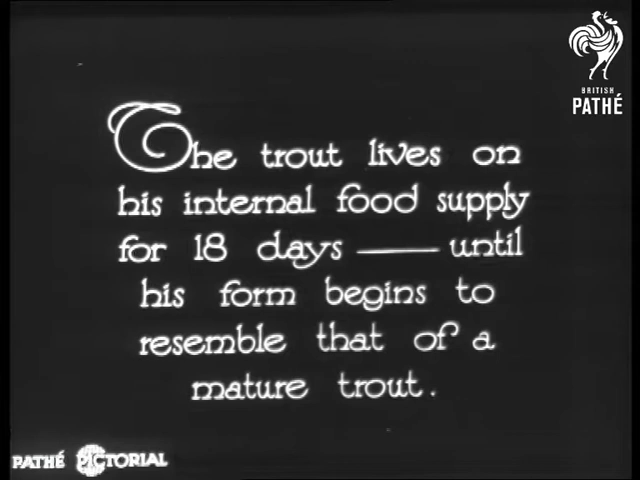 BRITISH
PATHÉ
The trout lives on
his internal food supply
for 18 days — until
his form begins to
resemble that of a
mature trout.
PATHÉ PICTORIAL